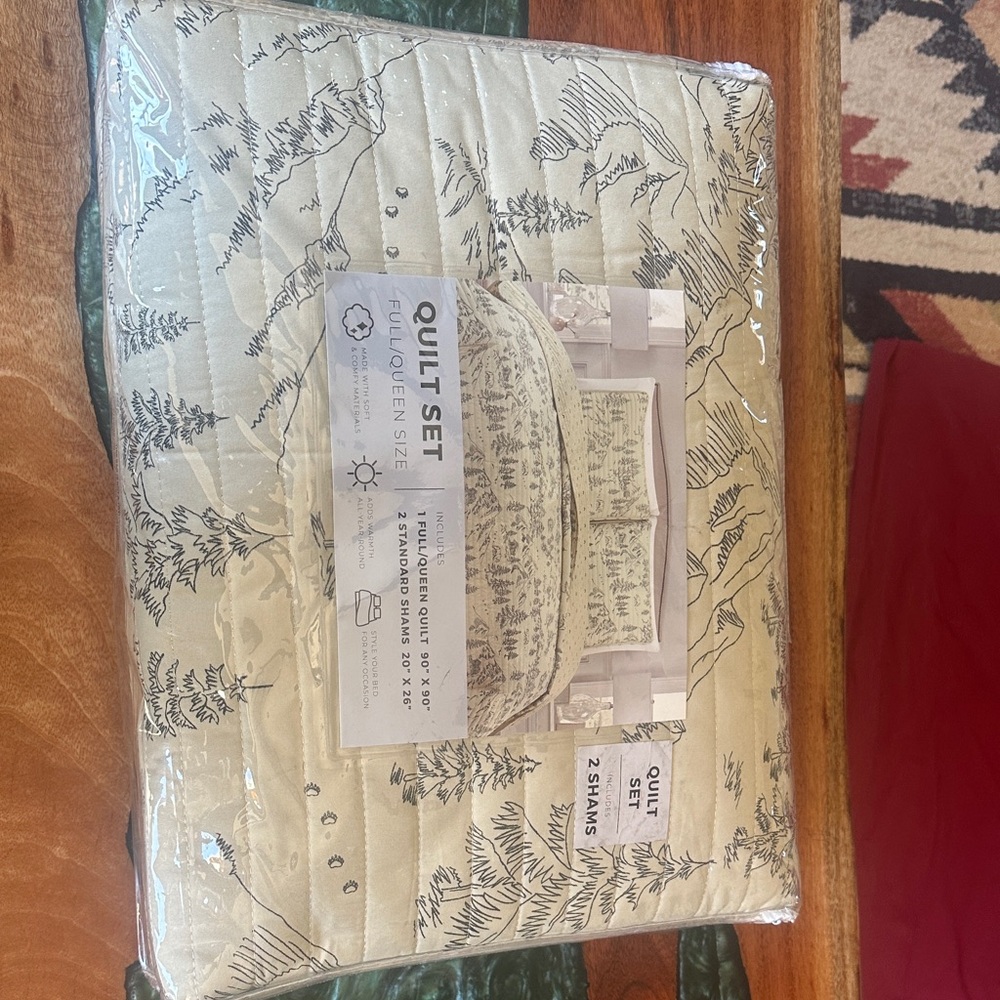 QUILT SET
FULL/QUEEN SIZE
INCLUDES
1 FULL/QUEEN QUILT 90" X 90"
2 STANDARD SHAMS 20" X 26"
MADE WITH SOFT
& COMFY MATERIALS
ADDS WARMTH
ALL YEAR ROUND
STYLE YOUR BED
FOR ANY OCCASION
QUILT
SET
INCLUDES
2 SHAMS